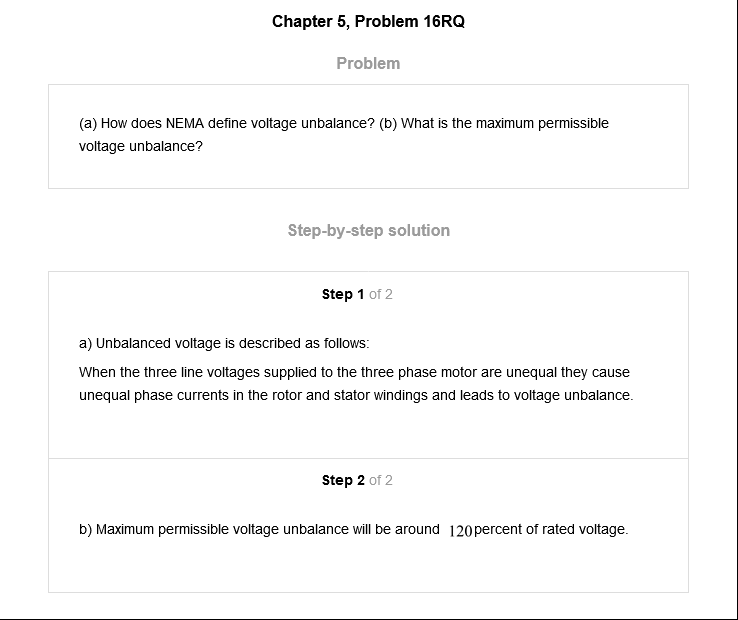 Chapter 5, Problem 16RQ
Problem
(a) How does NEMA define voltage unbalance? (b) What is the maximum permissible
voltage unbalance?
Step-by-step solution
Step 1 of 2
a) Unbalanced voltage is described as follows:
When the three line voltages supplied to the three phase motor are unequal they cause
unequal phase currents in the rotor and stator windings and leads to voltage unbalance.
Step 2 of 2
b) Maximum permissible voltage unbalance will be around 120 percent of rated voltage.